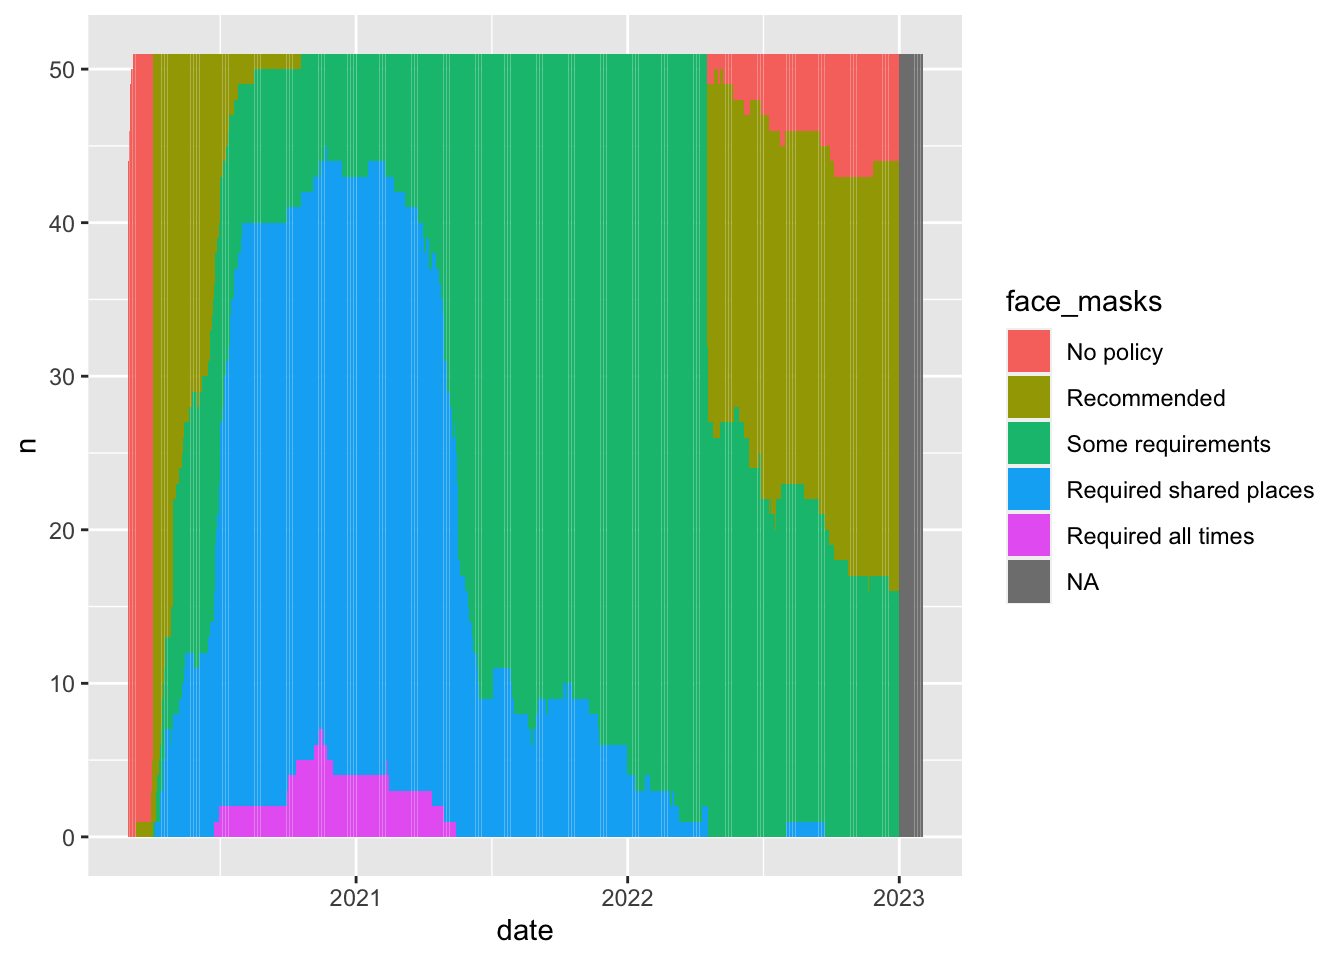 50
40
30
20
10
0
n
2021
2022
2023
date
face_masks
No policy
Recommended
Some requirements
Required shared places
Required all times
NA